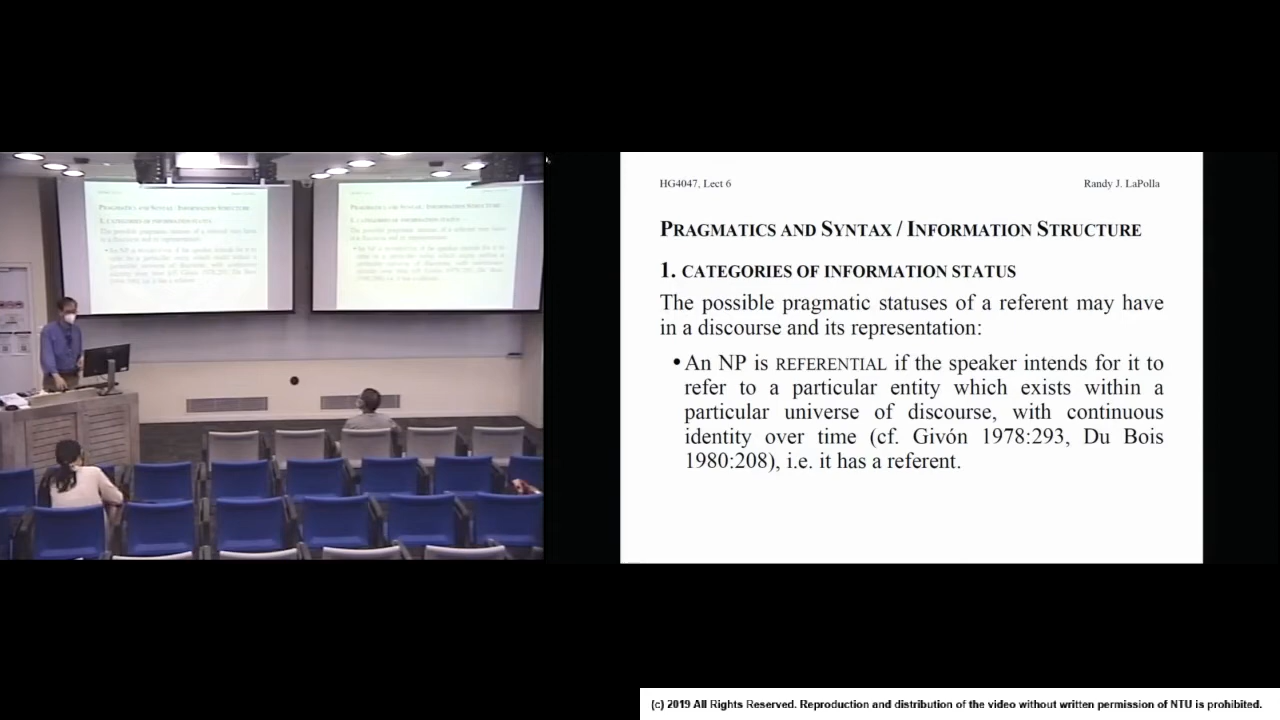 HG4047, Lect 6
Randy J. LaPolla
PRAGMATICS AND SYNTAX / INFORMATION STRUCTURE
1. CATEGORIES OF INFORMATION STATUS
The possible pragmatic statuses of a referent may have
in a discourse and its representation:
• An NP is REFERENTIAL if the speaker intends for it to
refer to a particular entity which exists within a
particular universe of discourse, with continuous
identity over time (cf. Givón 1978:293, Du Bois
1980:208), i.e. it has a referent.
(c) 2019 All Rights Reserved. Reproduction and distribution of the video without written permission of NTU is prohibited.